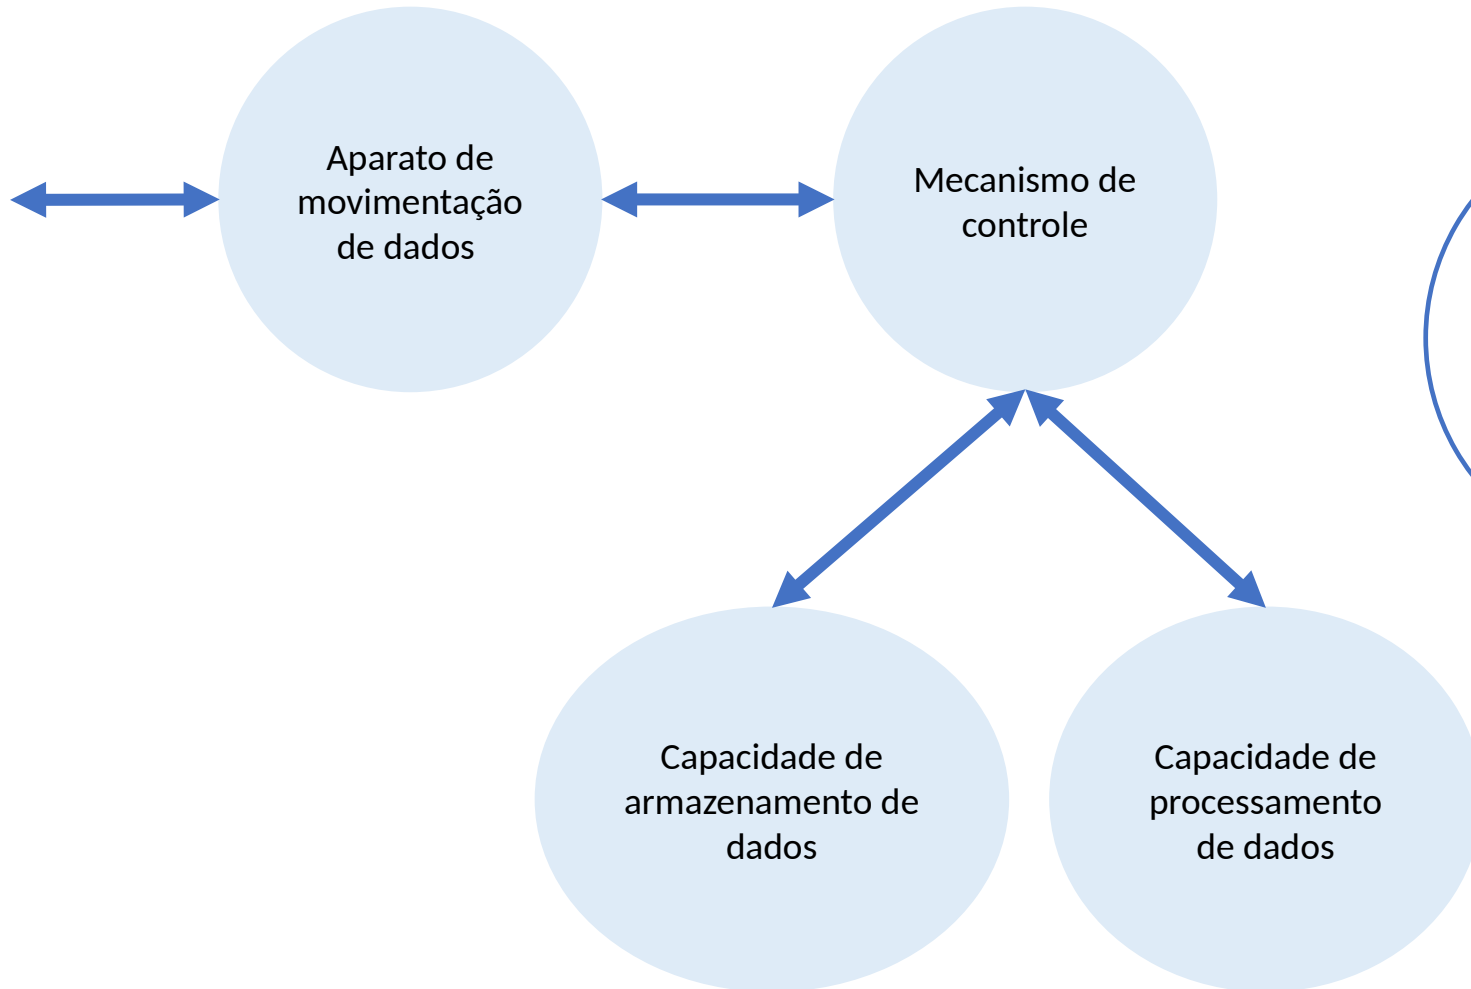 Aparato de
movimentação
de dados
Mecanismo de
controle
Capacidade de
armazenamento de
dados
Capacidade de
processamento
de dados